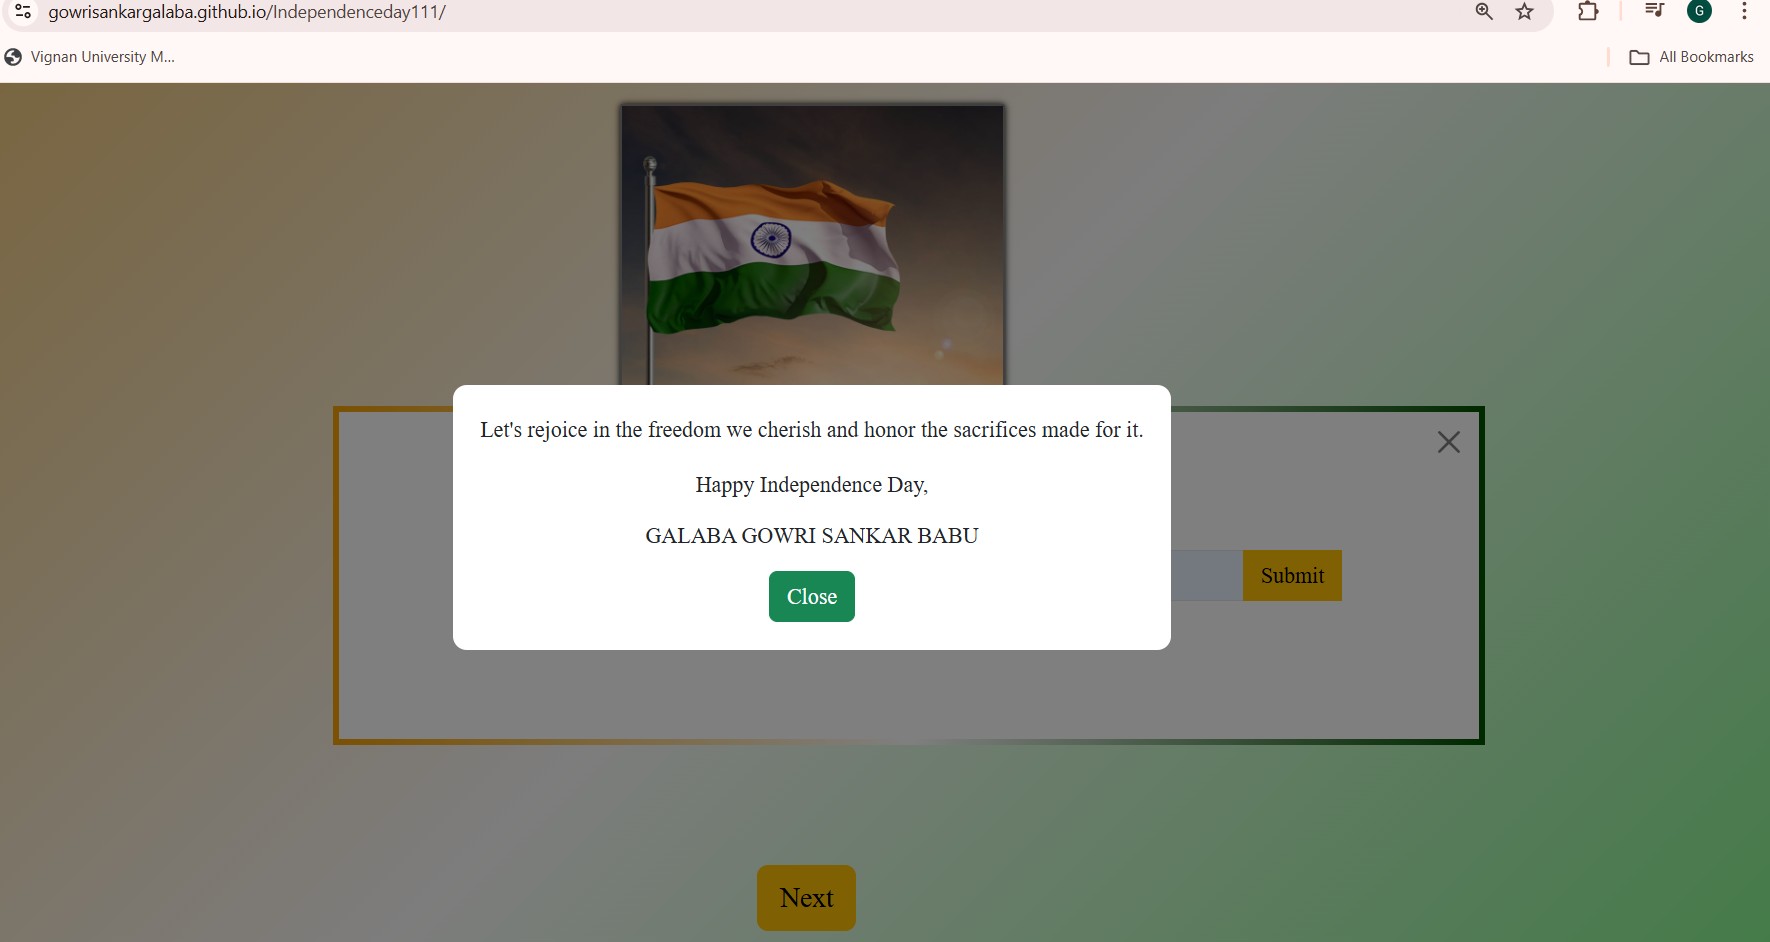 gowrisankargalaba.github.io/Independenceday111/
G
Vignan University M...
All Bookmarks
Let's rejoice in the freedom we cherish and honor the sacrifices made for it.
Happy Independence Day,
GALABA GOWRI SANKAR BABU
Close
Submit
Next